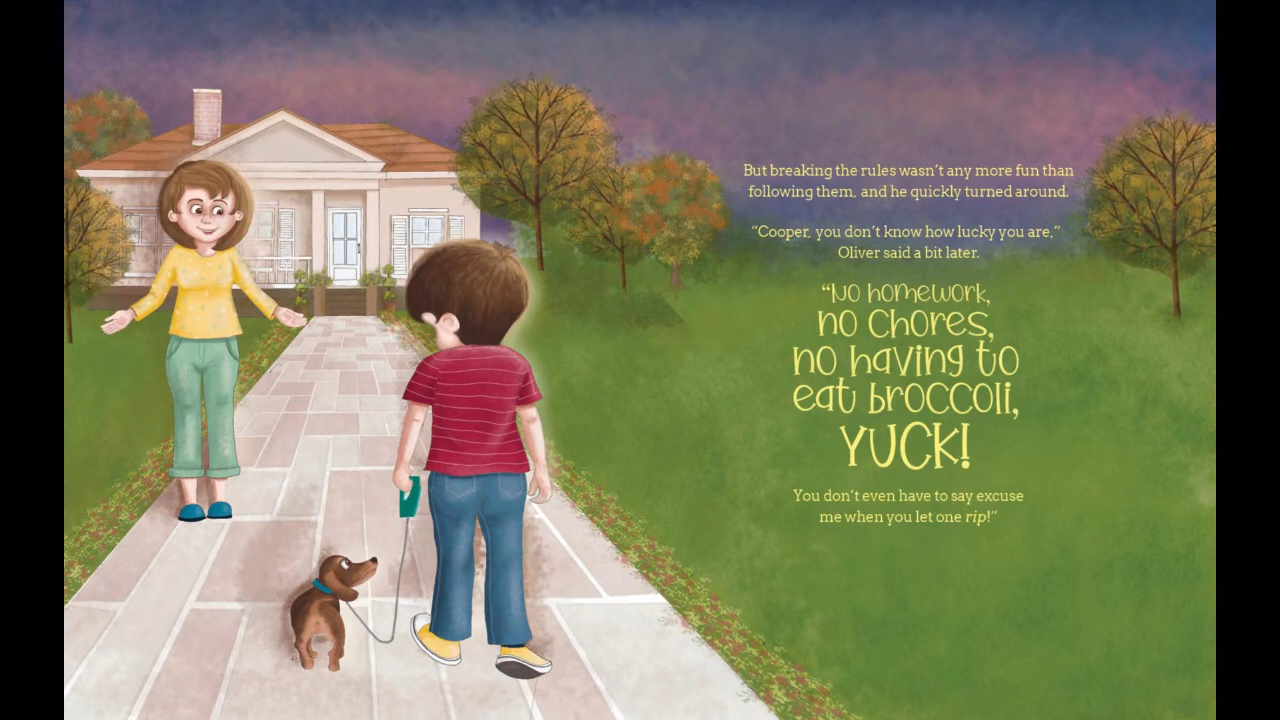 But breaking the rules wasn't any more fun than
following them, and he quickly turned around.
"Cooper, you don't know how lucky you are,"
Oliver said a bit later.
"No homework,
no chores,
no having to
eat broccoli,
YUCK!
You don't even have to say excuse
me when you let one rip!"